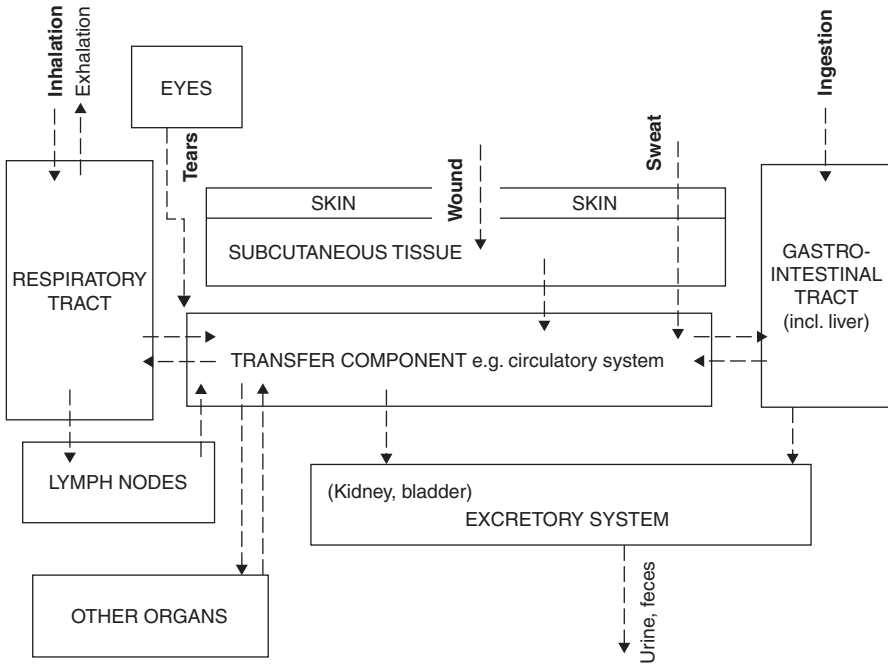 Inhalation
Exhalation
EYES
Tears
Wound
Sweat
Ingestion
SKIN
SKIN
SUBCUTANEOUS TISSUE
RESPIRATORY
TRACT
GASTRO-
INTESTINAL
TRACT
(incl. liver)
TRANSFER COMPONENT e.g. circulatory system
LYMPH NODES
(Kidney, bladder)
EXCRETORY SYSTEM
OTHER ORGANS
Urine, feces